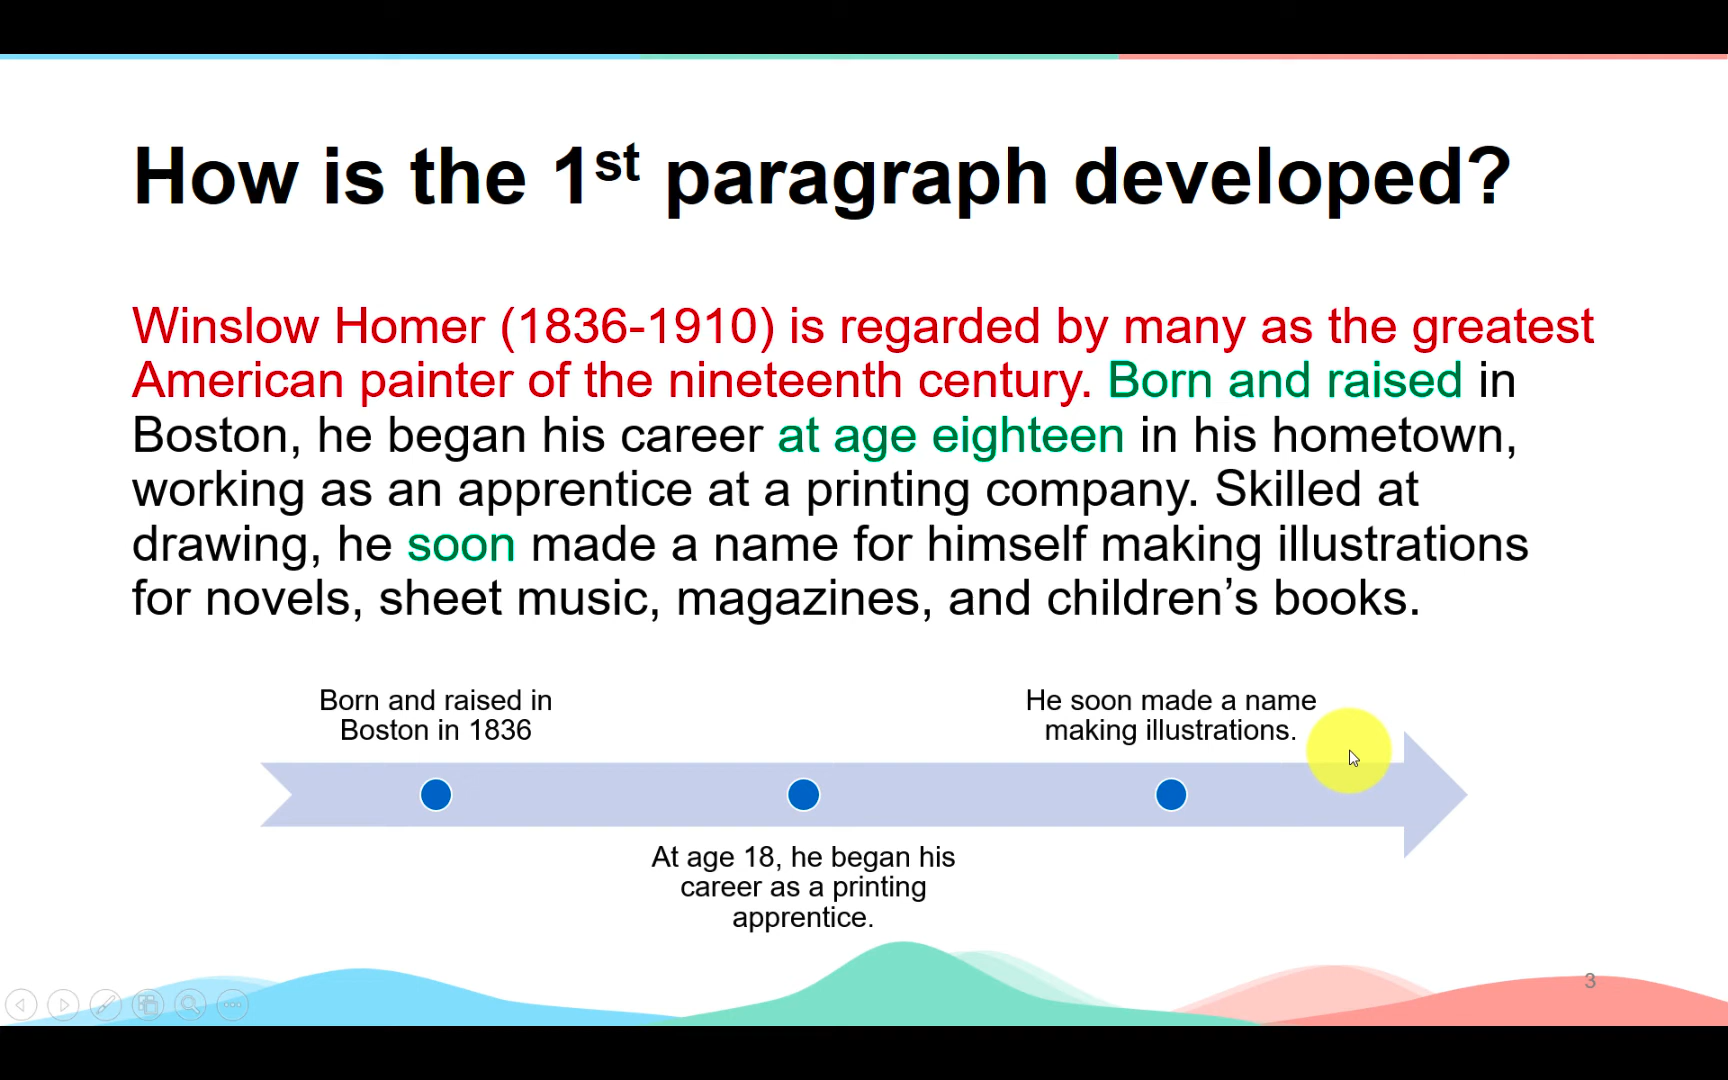 How is the 1st paragraph developed?
Winslow Homer (1836-1910) is regarded by many as the greatest
American painter of the nineteenth century. Born and raised in
Boston, he began his career at age eighteen in his hometown,
working as an apprentice at a printing company. Skilled at
drawing, he soon made a name for himself making illustrations
for novels, sheet music, magazines, and children’s books.
Born and raised in
Boston in 1836
He soon made a name
making illustrations.
At age 18, he began his
career as a printing
apprentice.
3